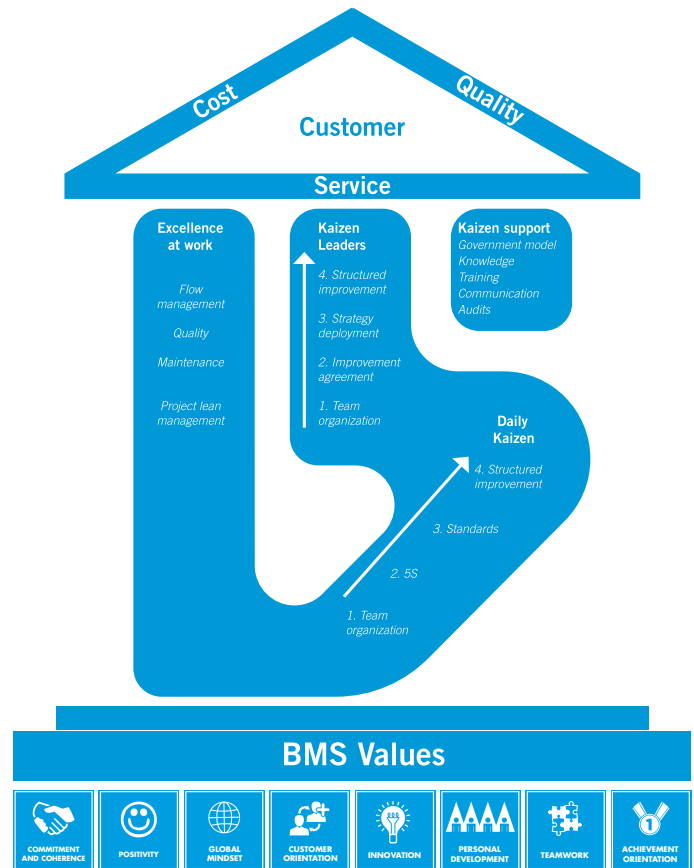 Cost
Quality
Customer
Service
Excellence
at work
Flow
management
Quality
Maintenance
Project lean
management
Kaizen
Leaders
4. Structured
improvement
3. Strategy
deployment
2. Improvement
agreement
1. Team
organization
Kaizen support
Government model
Knowledge
Training
Communication
Audits
Daily
Kaizen
4. Structured
improvement
3. Standards
2. 5S
1. Team
organization
BMS Values
COMMITMENT
AND COHERENCE
POSITIVITY
GLOBAL
MINDSET
CUSTOMER
ORIENTATION
INNOVATION
PERSONAL
DEVELOPMENT
TEAMWORK
1
ACHIEVEMENT
ORIENTATION